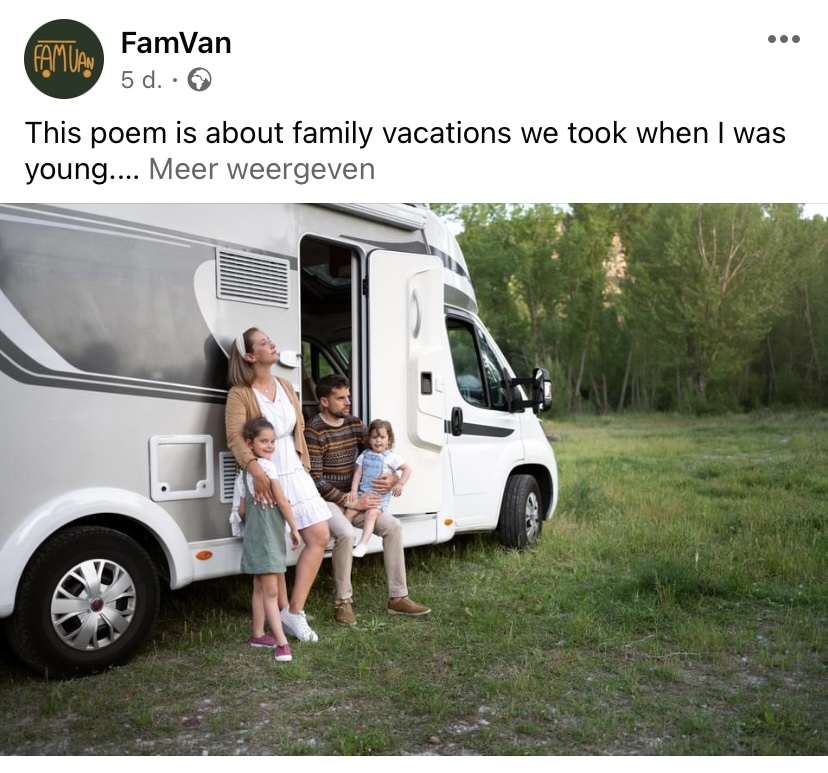 FAMVAN
FamVan
5 d. ·
This poem is about family vacations we took when I was
young.... Meer weergeven